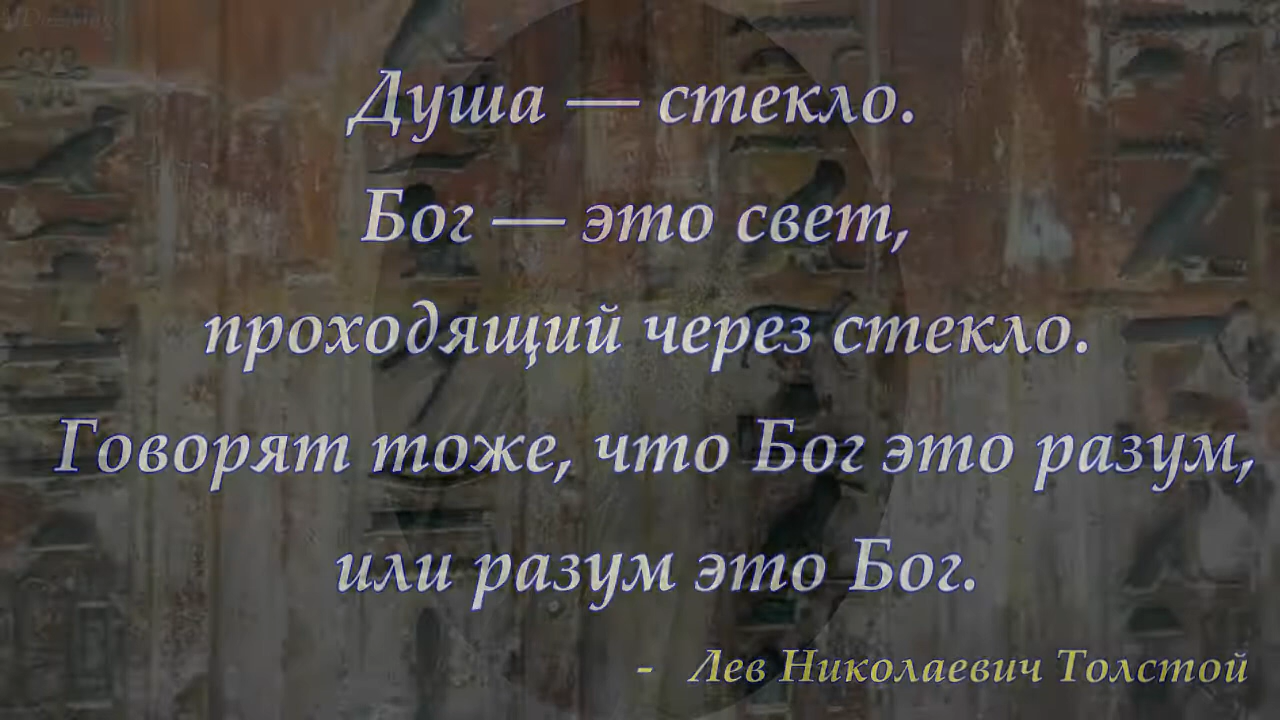 Душа — стекло.
Бог — это свет,
проходящий через стекло.
Говорят тоже, что Бог это разум,
или разум это Бог.
- Лев Николаевич Толстой